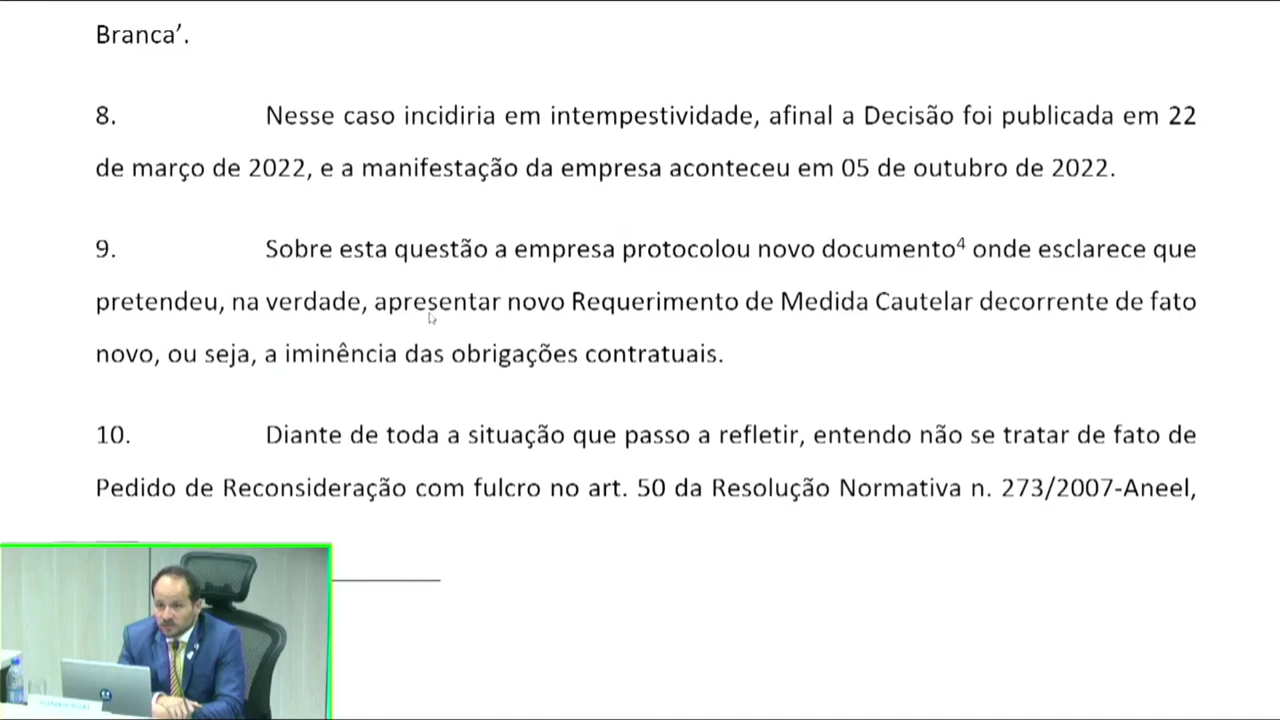 Branca’.
8. Nesse caso incidiria em intempestividade, afinal a Decisão foi publicada em 22
de março de 2022, e a manifestação da empresa aconteceu em 05 de outubro de 2022.
9. Sobre esta questão a empresa protocolou novo documento⁴ onde esclarece que
pretendeu, na verdade, apresentar novo Requerimento de Medida Cautelar decorrente de fato
novo, ou seja, a iminência das obrigações contratuais.
10. Diante de toda a situação que passo a refletir, entendo não se tratar de fato de
Pedido de Reconsideração com fulcro no art. 50 da Resolução Normativa n. 273/2007-Aneel,